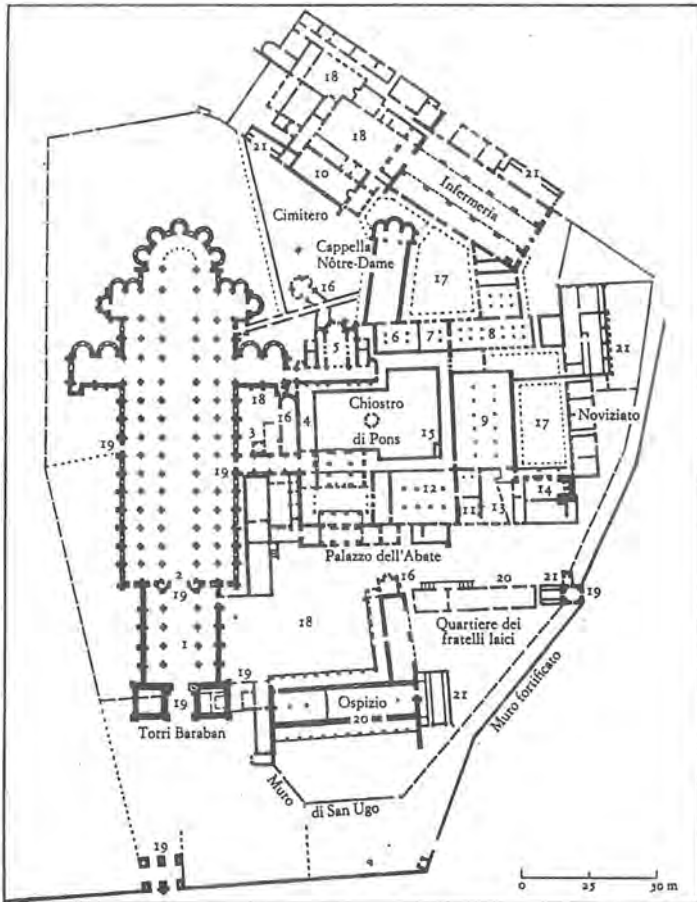 18
18
21
10
Infermeria
21
Cimitero
Cappella
Nôtre-Dame
16
17
5
6
7
8
21
18
16
4
Chiostro
di Pons
9
17
Noviziato
3
15
19
19
12
11
13
14
Palazzo dell'Abate
2
19
16
20
21
19
Quartiere dei
fratelli laici
1
18
19
19
Ospizio
20
21
Torri Baraban
Muro fortificato
Muro
di San Ugo
19
0 25 50 m